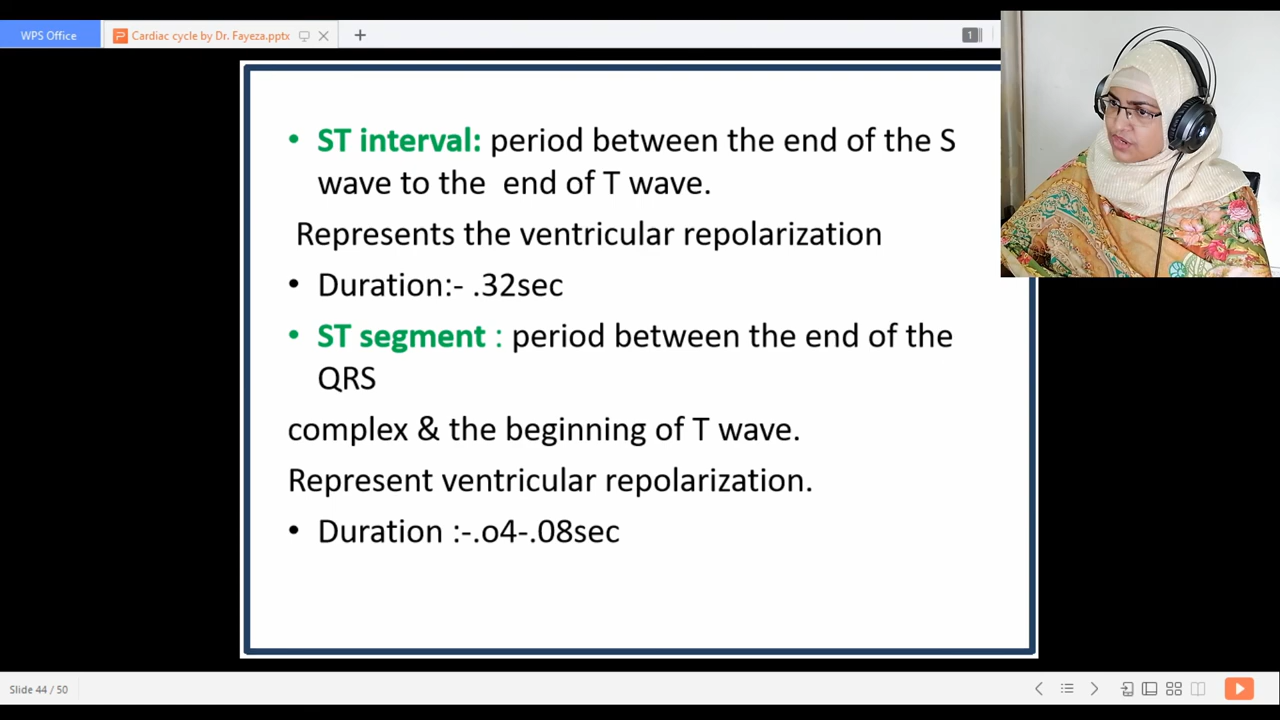 WPS Office
Cardiac cycle by Dr. Fayeza.pptx
1
• ST interval: period between the end of the S
wave to the end of T wave.
Represents the ventricular repolarization
• Duration:- .32sec
• ST segment : period between the end of the
QRS
complex & the beginning of T wave.
Represent ventricular repolarization.
• Duration :-.o4-.08sec
Slide 44 / 50